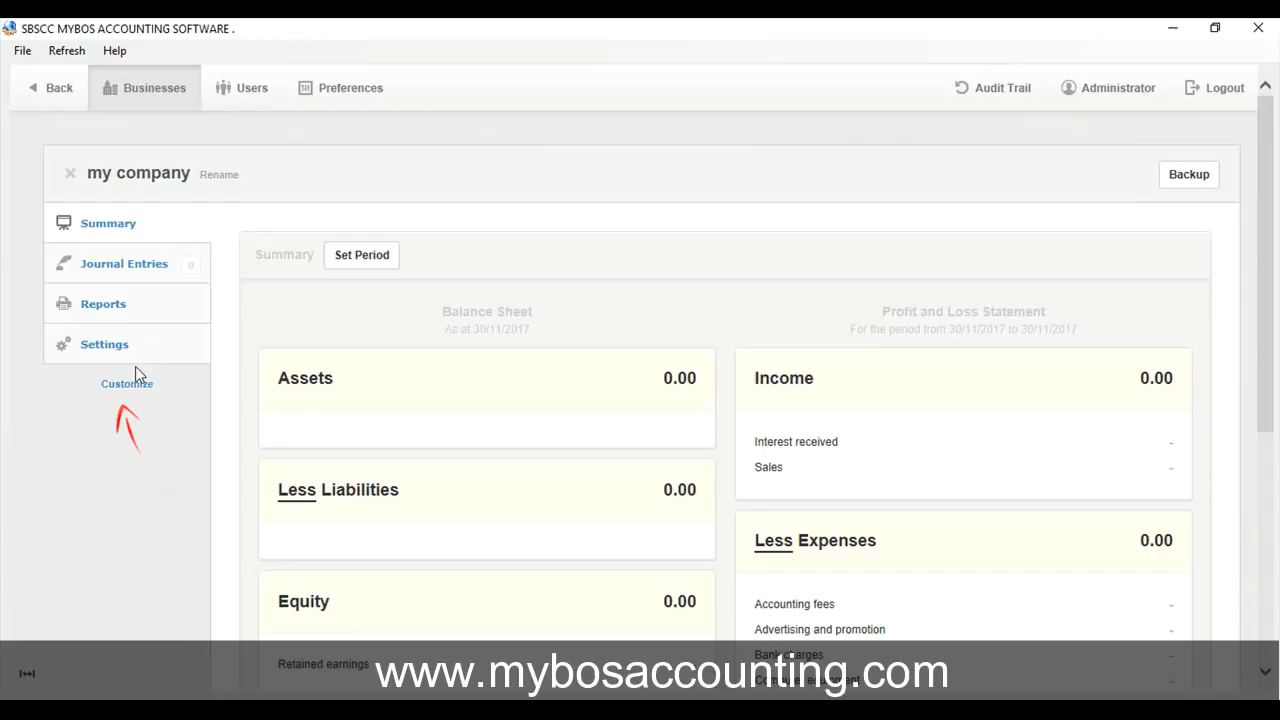 SBSCC MYBOS ACCOUNTING SOFTWARE .
File Refresh Help
Back Businesses Users Preferences Audit Trail Administrator Logout
my company Rename Backup
Summary
Journal Entries 0
Reports
Settings
Customize
Summary Set Period
Balance Sheet
As at 30/11/2017
Assets 0.00
Less Liabilities 0.00
Equity 0.00
Retained earnings
Profit and Loss Statement
For the period from 30/11/2017 to 30/11/2017
Income 0.00
Interest received -
Sales -
Less Expenses 0.00
Accounting fees -
Advertising and promotion -
Bank charges -
Computer equipment -
www.mybosaccounting.com